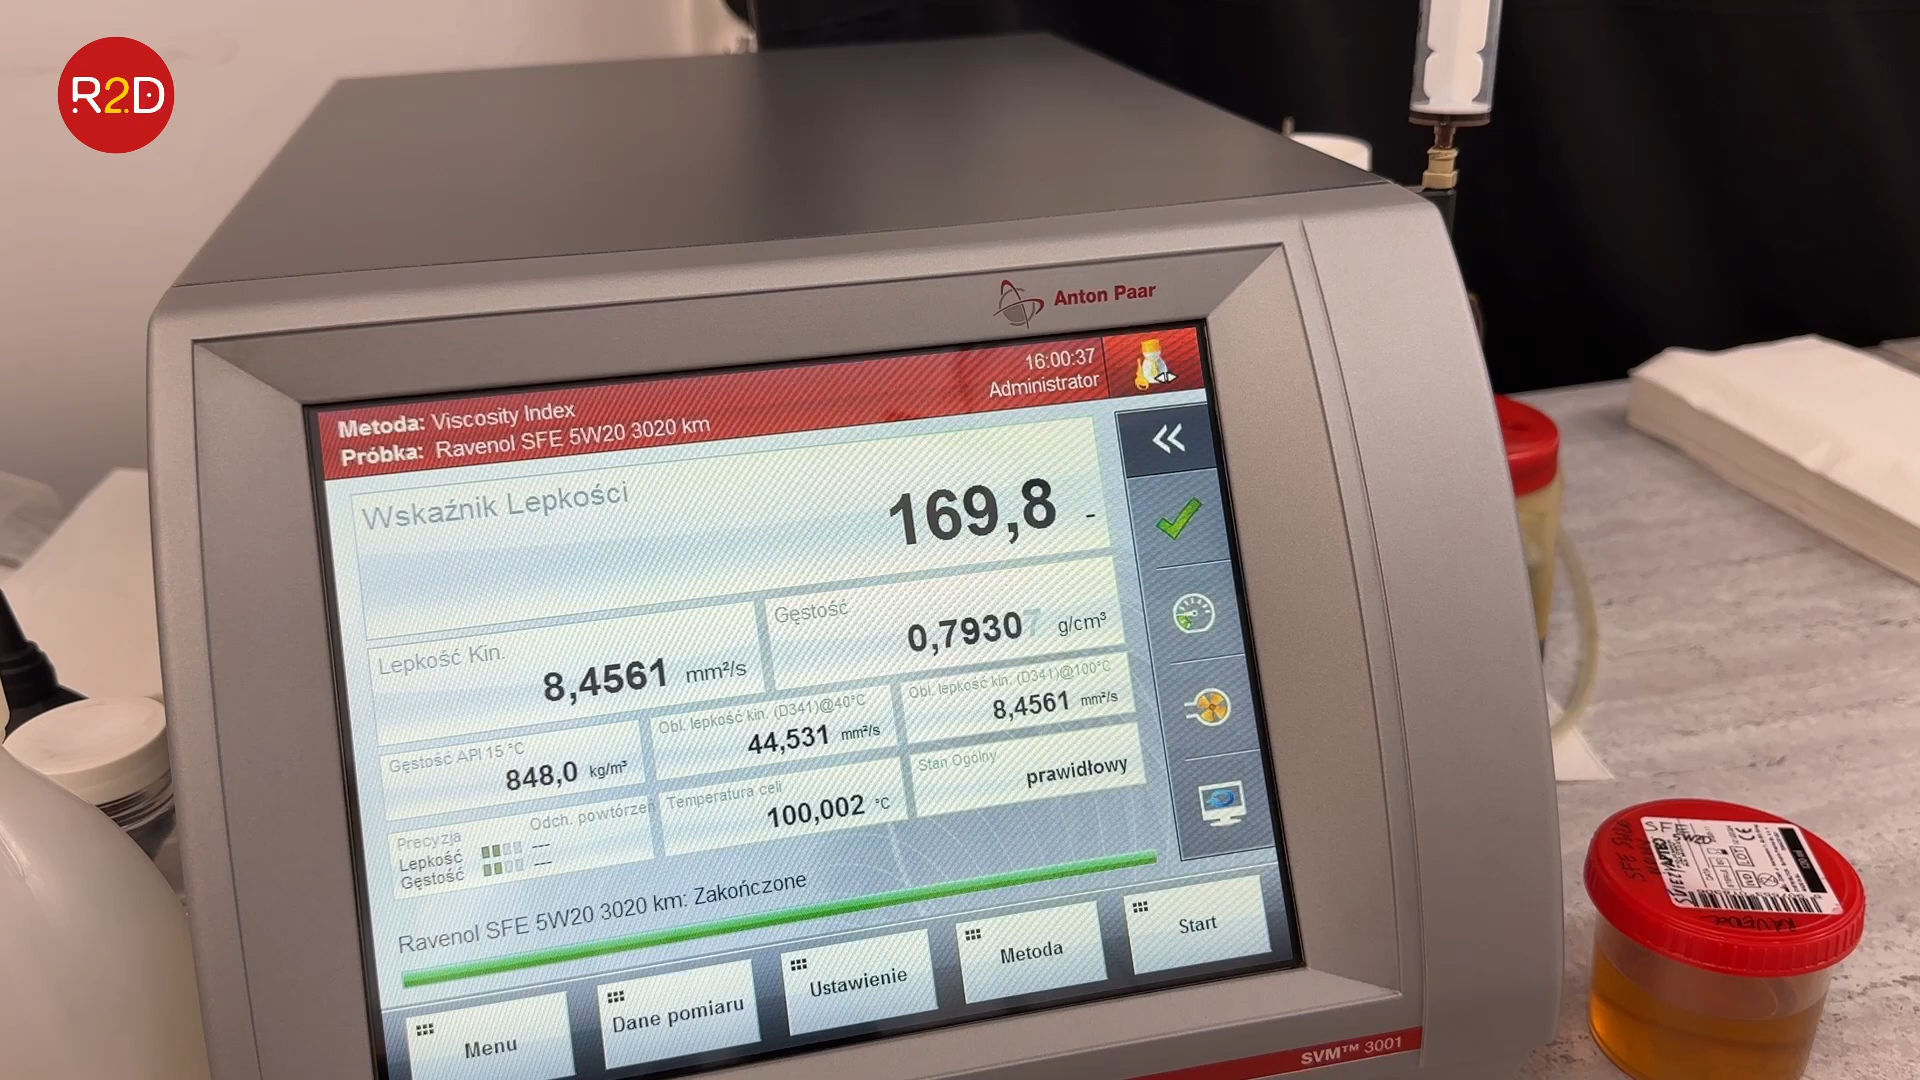 R2D
Anton Paar
16:00:37
Administrator
Metoda: Viscosity Index
Próbka: Ravenol SFE 5W20 3020 km
Wskaźnik Lepkości
169,8 -
Lepkość Kin.
8,4561 mm²/s
Gęstość
0,79307 g/cm³
Gęstość API 15 °C
848,0 kg/m³
Obl. lepkość kin. (D341)@40°C
44,531 mm²/s
Obl. lepkość kin. (D341)@100°C
8,4561 mm²/s
Precyzja
Odch. powtórzeń
Lepkość ---
Gęstość ---
Temperatura celi
100,002 °C
Stan Ogólny
prawidłowy
Ravenol SFE 5W20 3020 km: Zakończone
Menu
Dane pomiaru
Ustawienie
Metoda
Start
SVM™ 3001
LOT